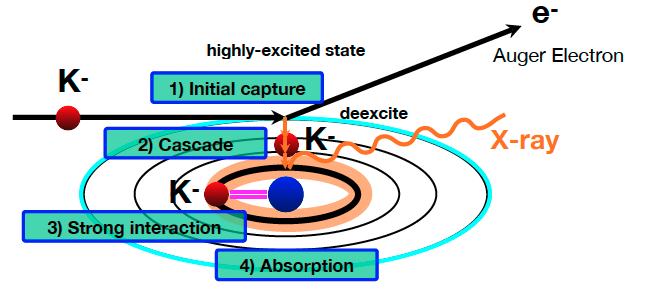 e-
highly-excited state
Auger Electron
K-
1) Initial capture
deexcite
2) Cascade
K-
X-ray
K-
3) Strong interaction
4) Absorption